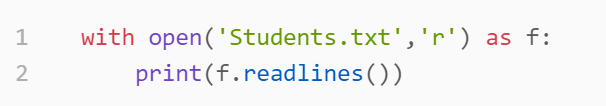 1 with open('Students.txt','r') as f:
2 print(f.readlines())